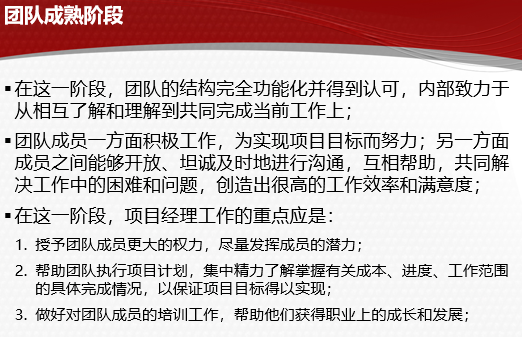 团队成熟阶段
▪在这一阶段，团队的结构完全功能化并得到认可，内部致力于
从相互了解和理解到共同完成当前工作上；
▪团队成员一方面积极工作，为实现项目目标而努力；另一方面
成员之间能够开放、坦诚及时地进行沟通，互相帮助，共同解
决工作中的困难和问题，创造出很高的工作效率和满意度；
▪在这一阶段，项目经理工作的重点应是：
1. 授予团队成员更大的权力，尽量发挥成员的潜力；
2. 帮助团队执行项目计划，集中精力了解掌握有关成本、进度、工作范围
的具体完成情况，以保证项目目标得以实现；
3. 做好对团队成员的培训工作，帮助他们获得职业上的成长和发展；